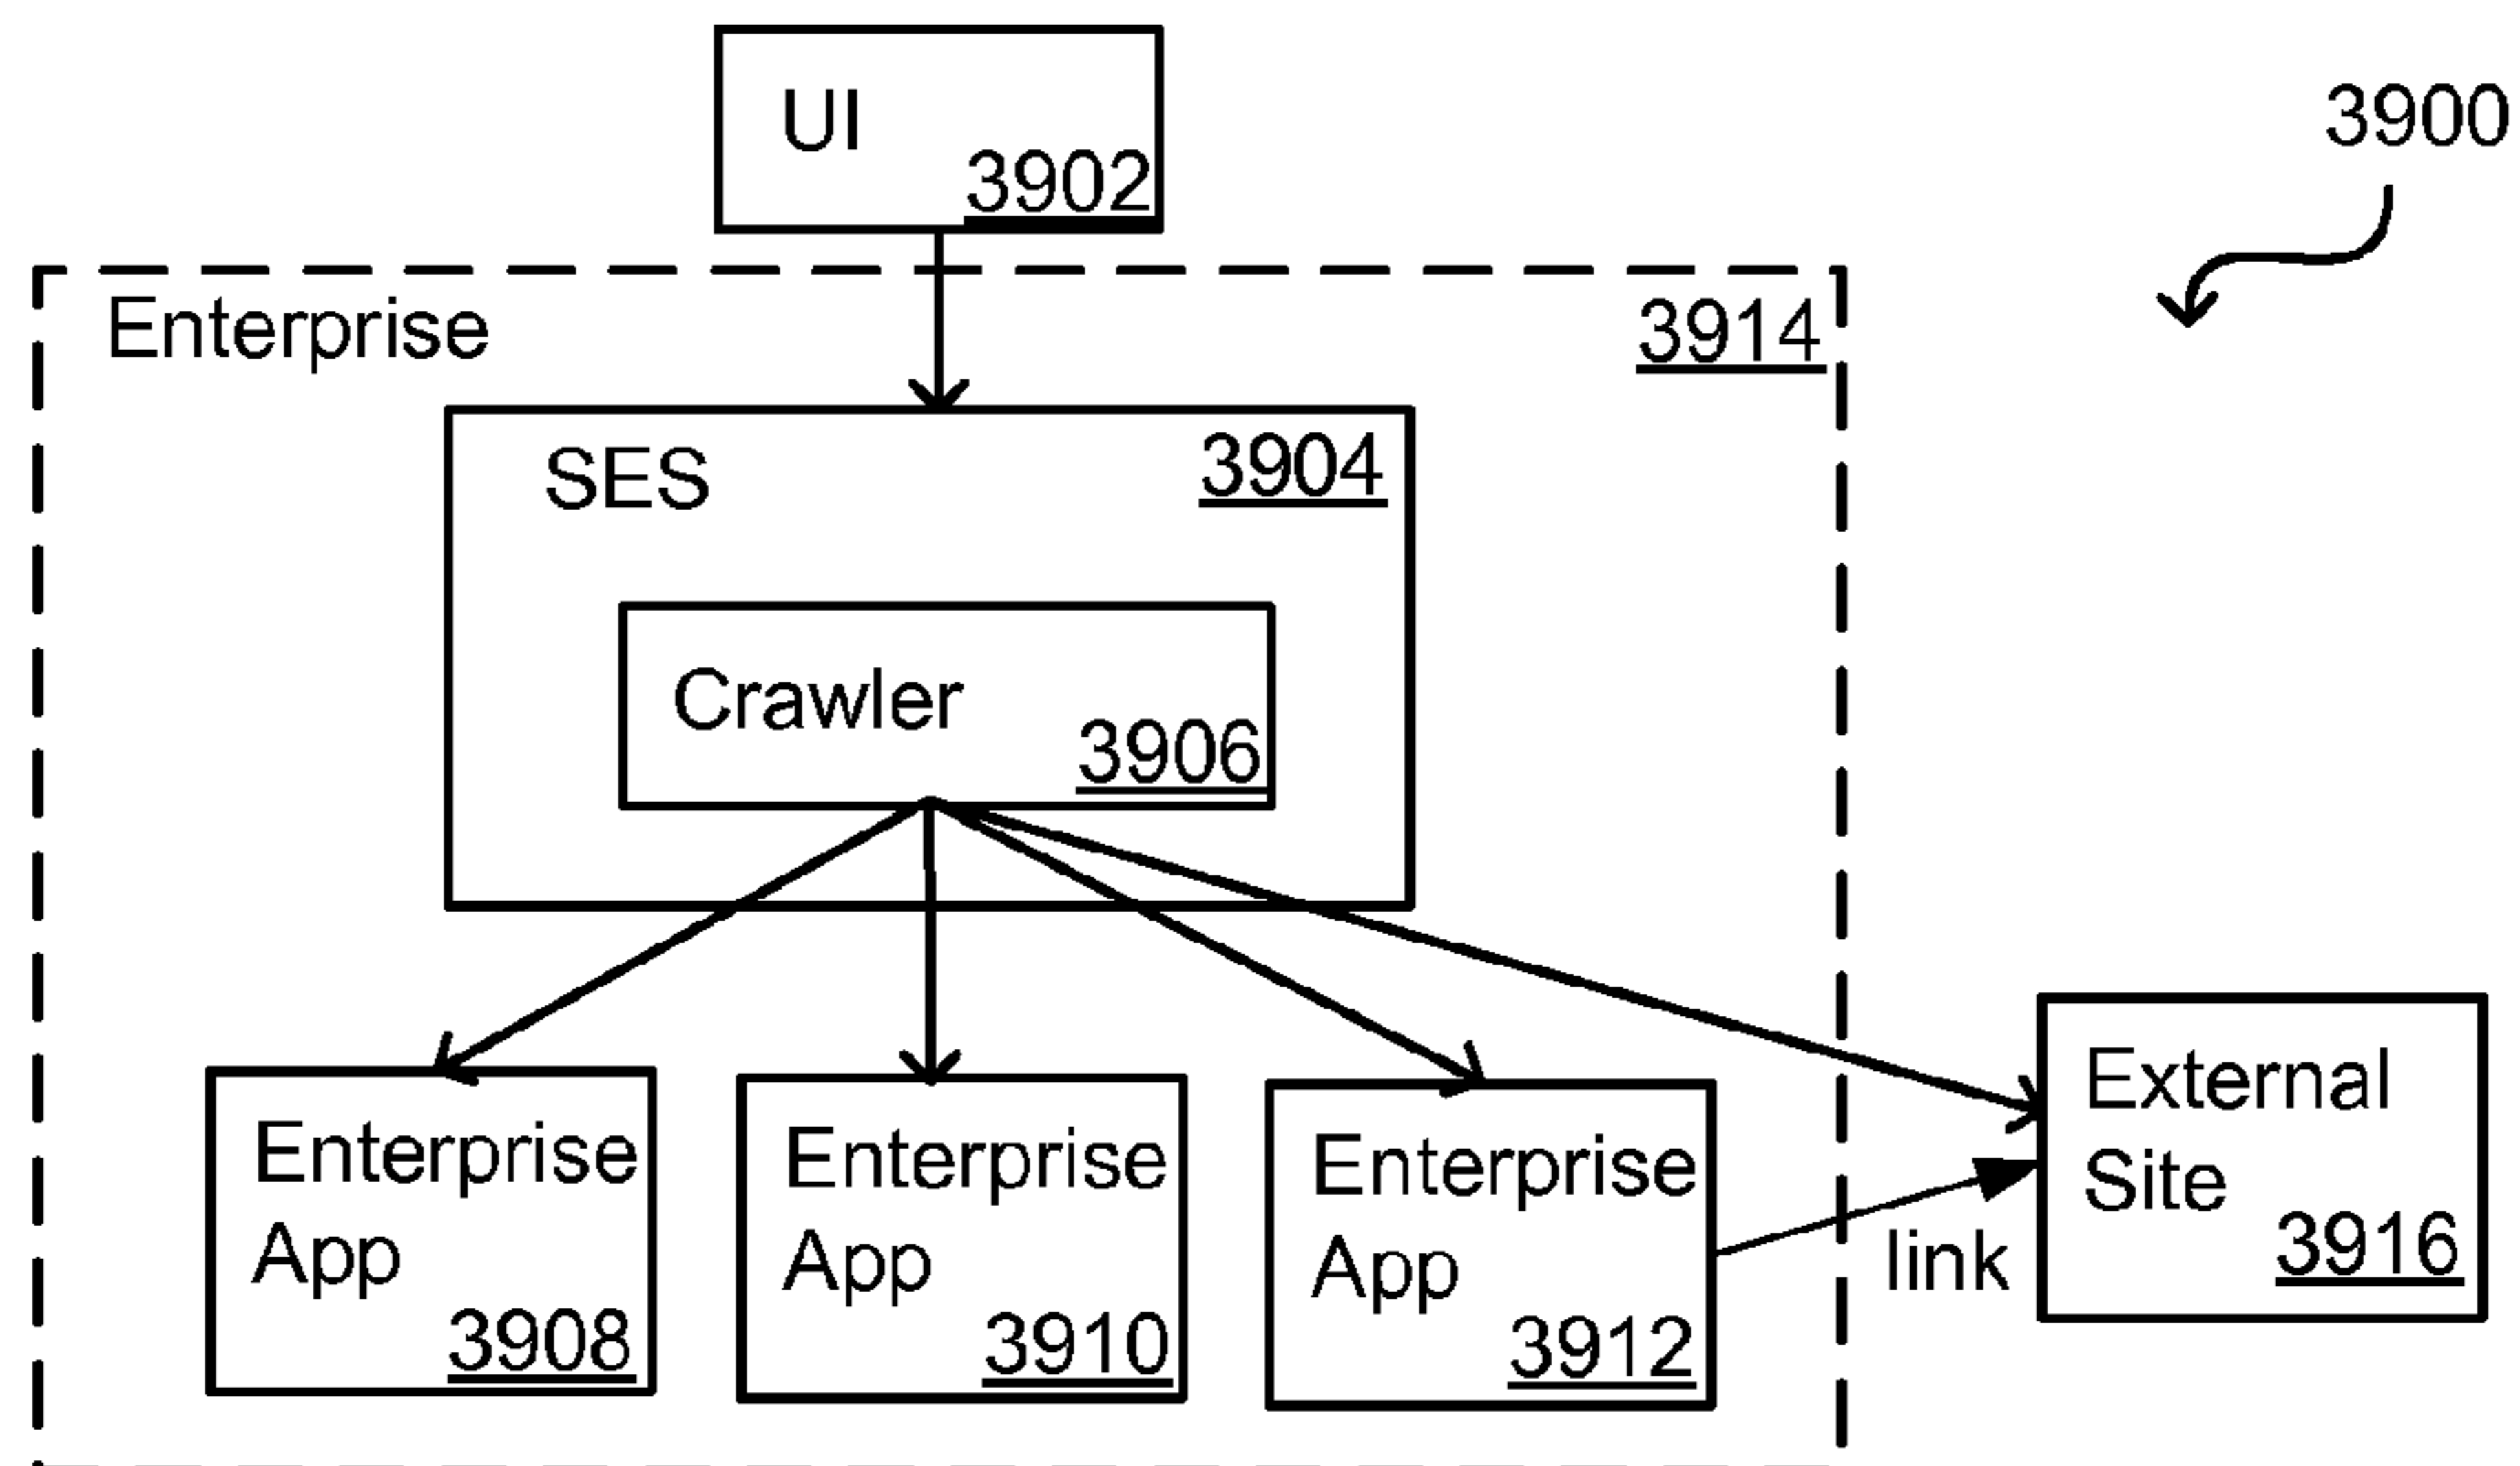 UI
3902
3900
Enterprise
3914
SES
3904
Crawler
3906
Enterprise
App
3908
Enterprise
App
3910
Enterprise
App
3912
link
External
Site
3916